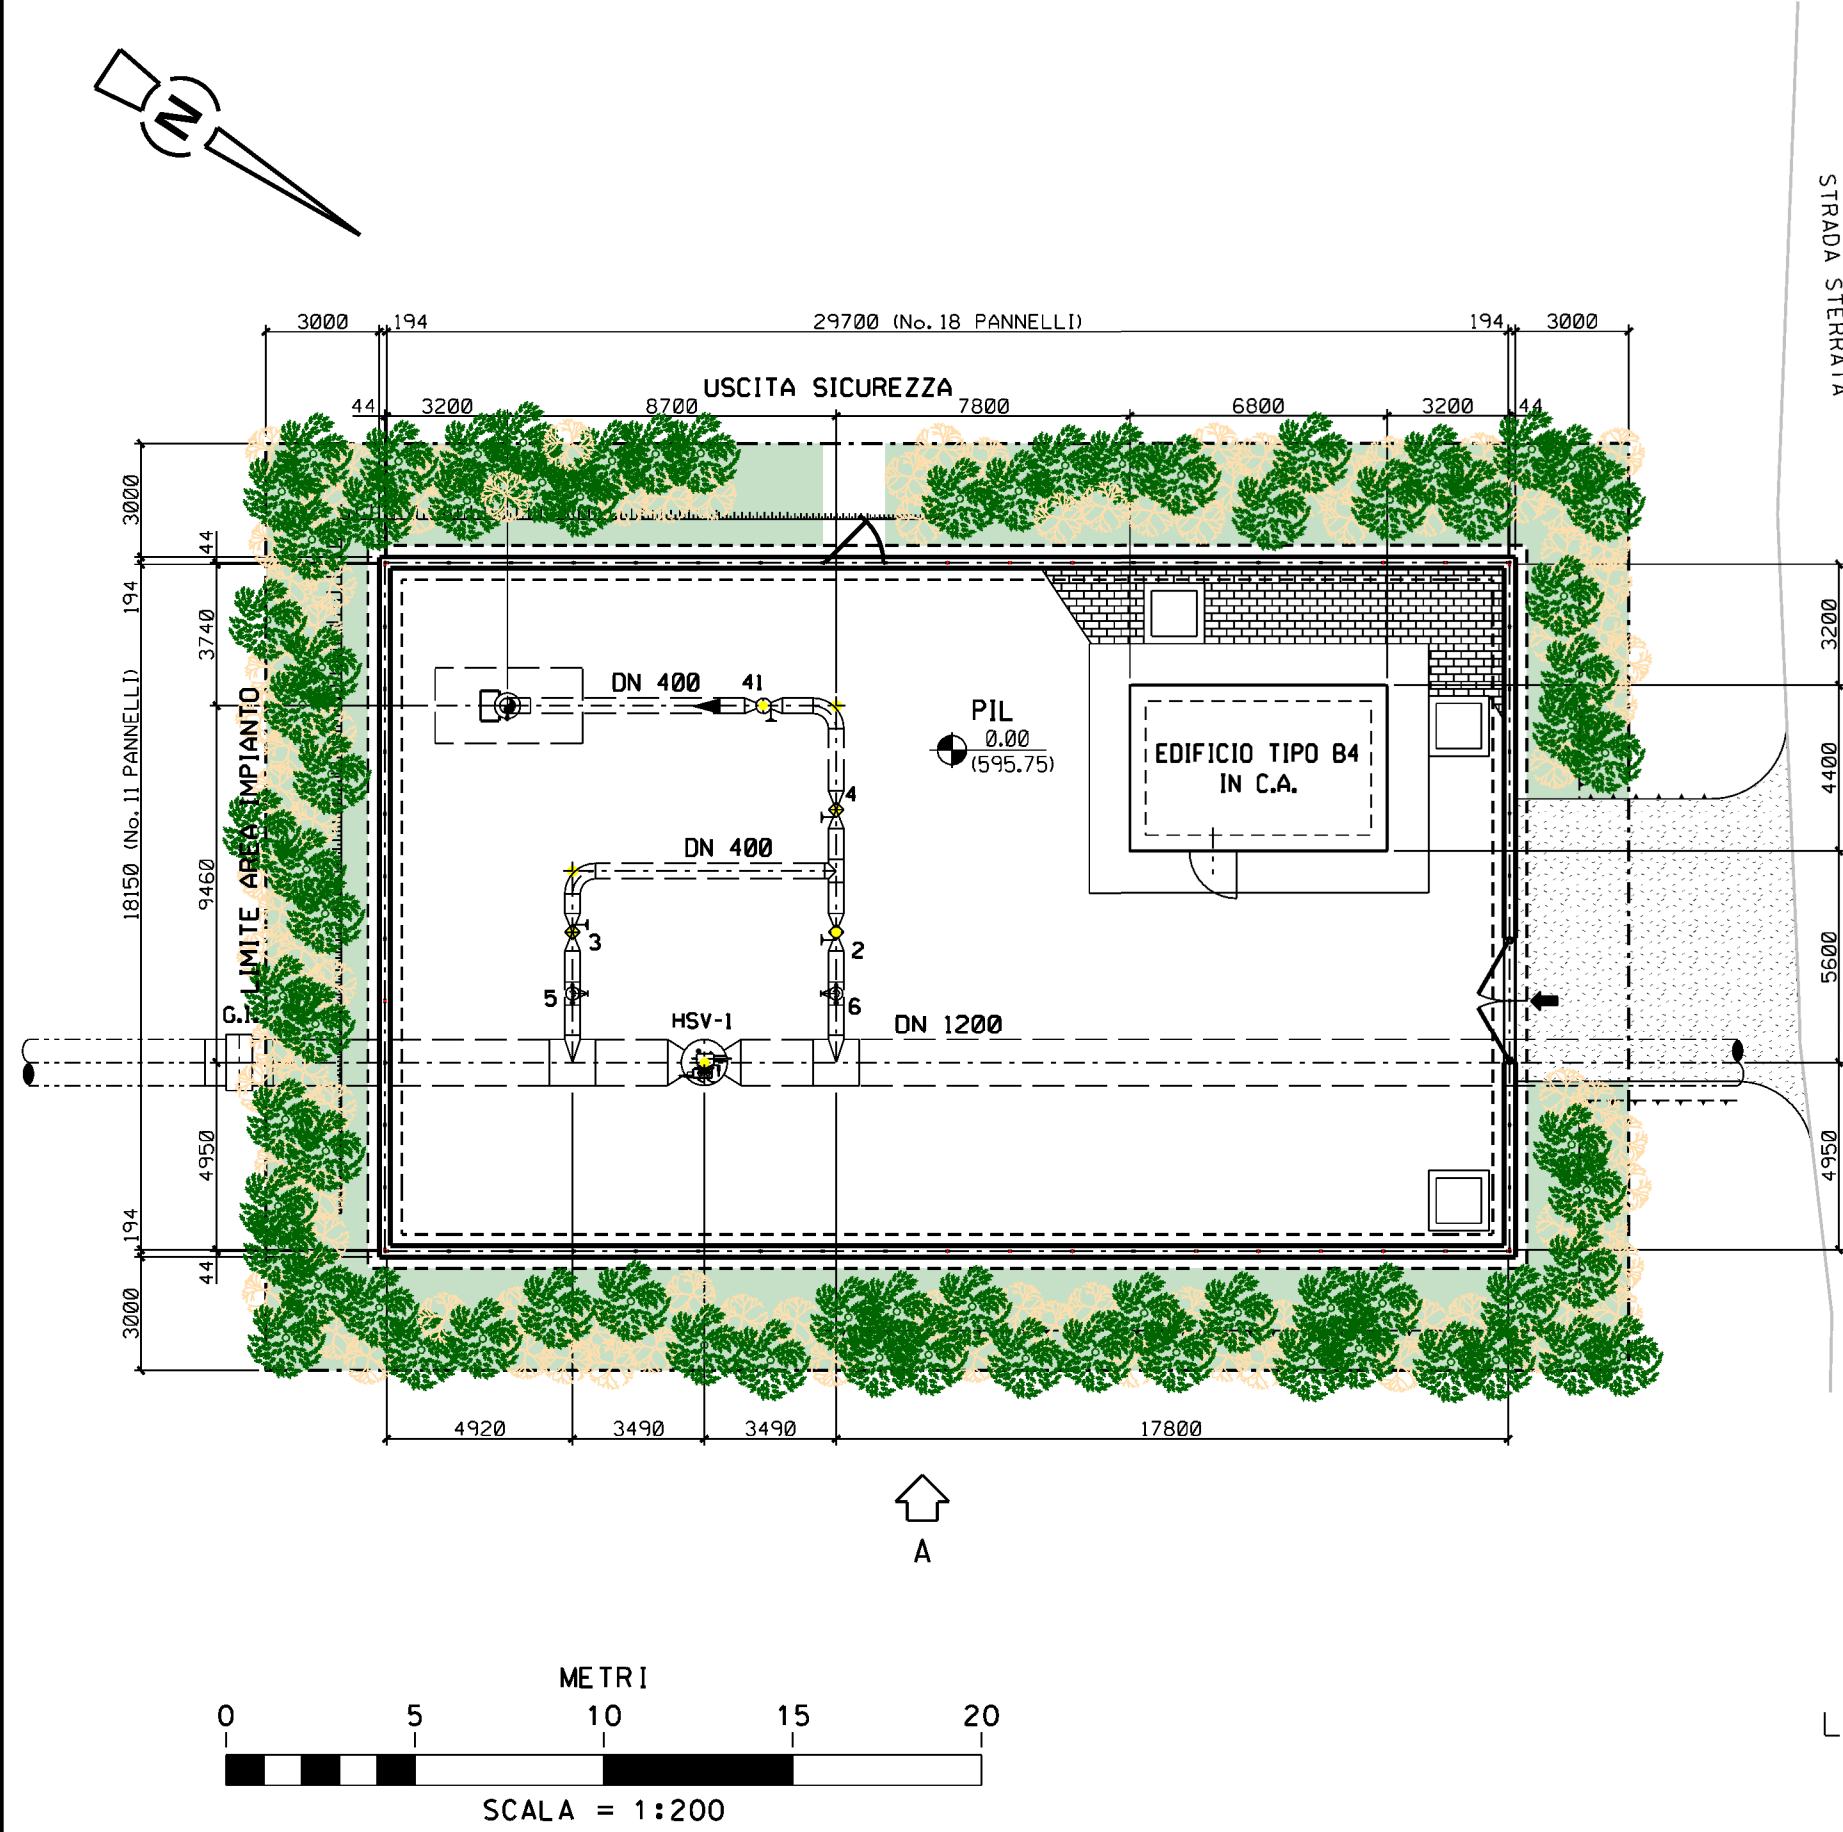 N
STRADA STERRATA
3000
194
29700 (No.18 PANNELLI)
194
3000
USCITA SICUREZZA
44
3200
8700
7800
6800
3200
44
3000
44
194
3740
18150 (No.11 PANNELLI)
9460
4950
194
44
3000
LIMITE AREA IMPIANTO
G.I.
DN 400
41
PIL
0.00
(595.75)
EDIFICIO TIPO B4
IN C.A.
4
DN 400
3
2
5
6
HSV-1
DN 1200
3200
4400
5600
4950
4920
3490
3490
17800
A
METRI
0 5 10 15 20
SCALA = 1:200